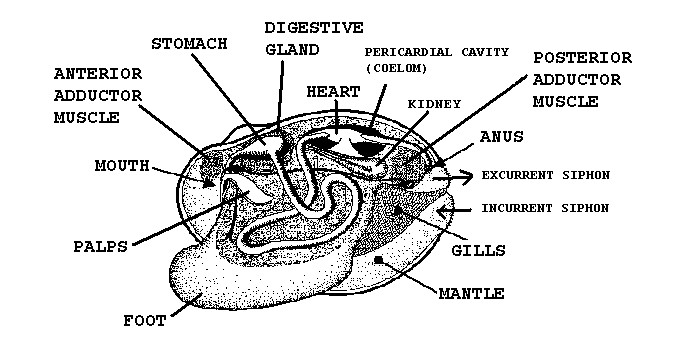 DIGESTIVE
GLAND
STOMACH
PERICARDIAL CAVITY
(COELOM)
POSTERIOR
ADDUCTOR
MUSCLE
ANTERIOR
ADDUCTOR
MUSCLE
HEART
KIDNEY
ANUS
MOUTH
EXCURRENT SIPHON
INCURRENT SIPHON
PALPS
GILLS
MANTLE
FOOT